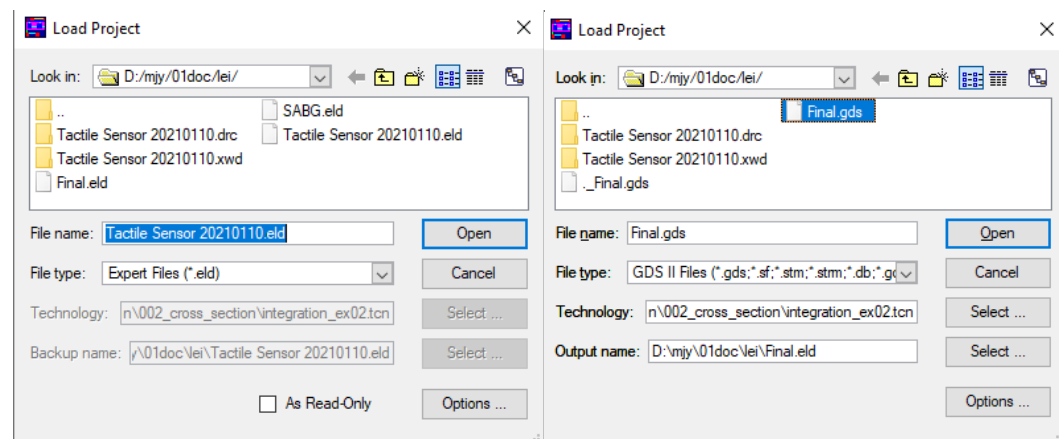 Load Project
Look in: D:/mjy/01doc/lei/
..
Tactile Sensor 20210110.drc
Tactile Sensor 20210110.xwd
Final.eld
SABG.eld
Tactile Sensor 20210110.eld
File name: Tactile Sensor 20210110.eld Open
File type: Expert Files (*.eld) Cancel
Technology: n\002_cross_section\integration_ex02.tcn Select ...
Backup name: y\01doc\lei\Tactile Sensor 20210110.eld Select ...
As Read-Only Options ...
Load Project
Look in: D:/mjy/01doc/lei/
..
Tactile Sensor 20210110.drc
Tactile Sensor 20210110.xwd
._Final.gds
Final.gds
File name: Final.gds Open
File type: GDS II Files (*.gds;*.sf;*.stm;*.stm;*.db;*.gd
Cancel
Technology: n\002_cross_section\integration_ex02.tcn Select ...
Output name: D:\mjy\01doc\lei\Final.eld Select ...
Options ...